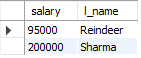 salary l_name
95000 Reindeer
200000 Sharma